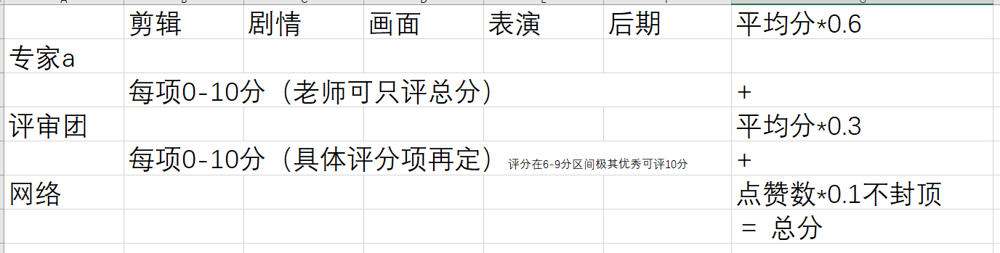 剪辑 剧情 画面 表演 后期 平均分*0.6
专家a
每项0-10分（老师可只评总分） +
评审团 平均分*0.3
每项0-10分（具体评分项再定） 评分在6-9分区间极其优秀可评10分 +
网络 点赞数*0.1不封顶
= 总分